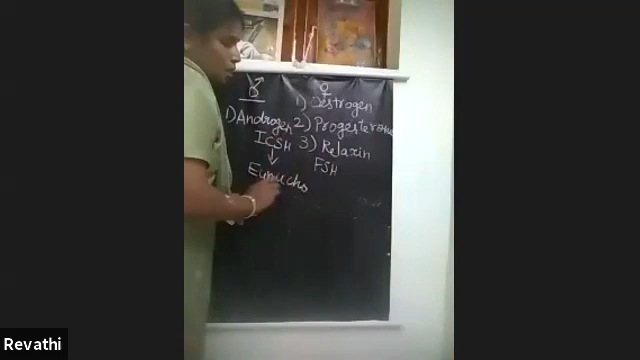 ♂ ♀
1) Androgen 1) Oestrogen
2) Progesterone
ICSH 3) Relaxin
↓ FSH
Eunuchs
Revathi